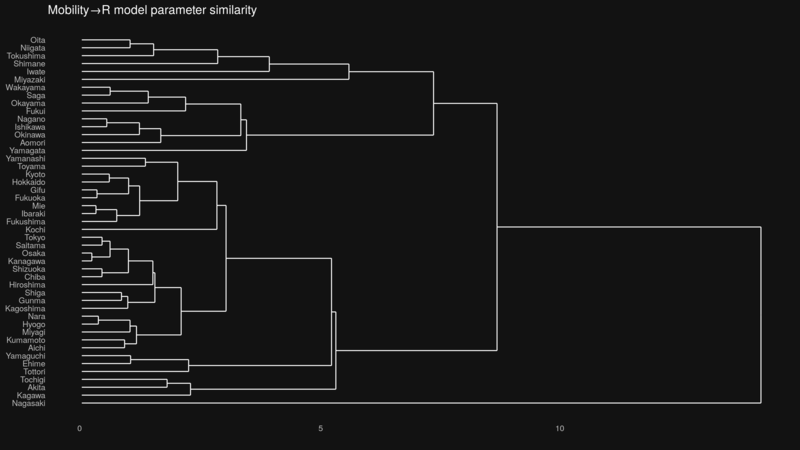 Mobility→R model parameter similarity
Oita
Niigata
Tokushima
Shimane
Iwate
Miyazaki
Wakayama
Saga
Okayama
Fukui
Nagano
Ishikawa
Okinawa
Aomori
Yamagata
Yamanashi
Toyama
Kyoto
Hokkaido
Gifu
Fukuoka
Mie
Ibaraki
Fukushima
Kochi
Tokyo
Saitama
Osaka
Kanagawa
Shizuoka
Chiba
Hiroshima
Shiga
Gunma
Kagoshima
Nara
Hyogo
Miyagi
Kumamoto
Aichi
Yamaguchi
Ehime
Tottori
Tochigi
Akita
Kagawa
Nagasaki
0 5 10